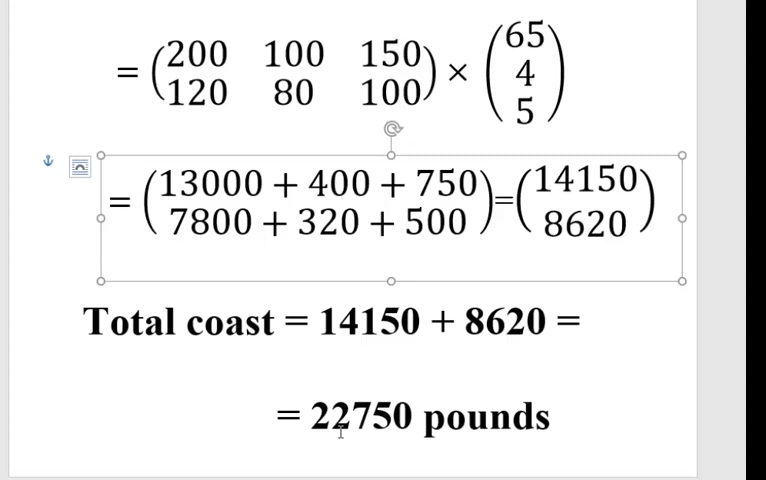 = (200 100 150
120 80 100) × (65
4
5)
= (13000 + 400 + 750
7800 + 320 + 500)=(14150
8620)
Total coast = 14150 + 8620 =
= 22750 pounds